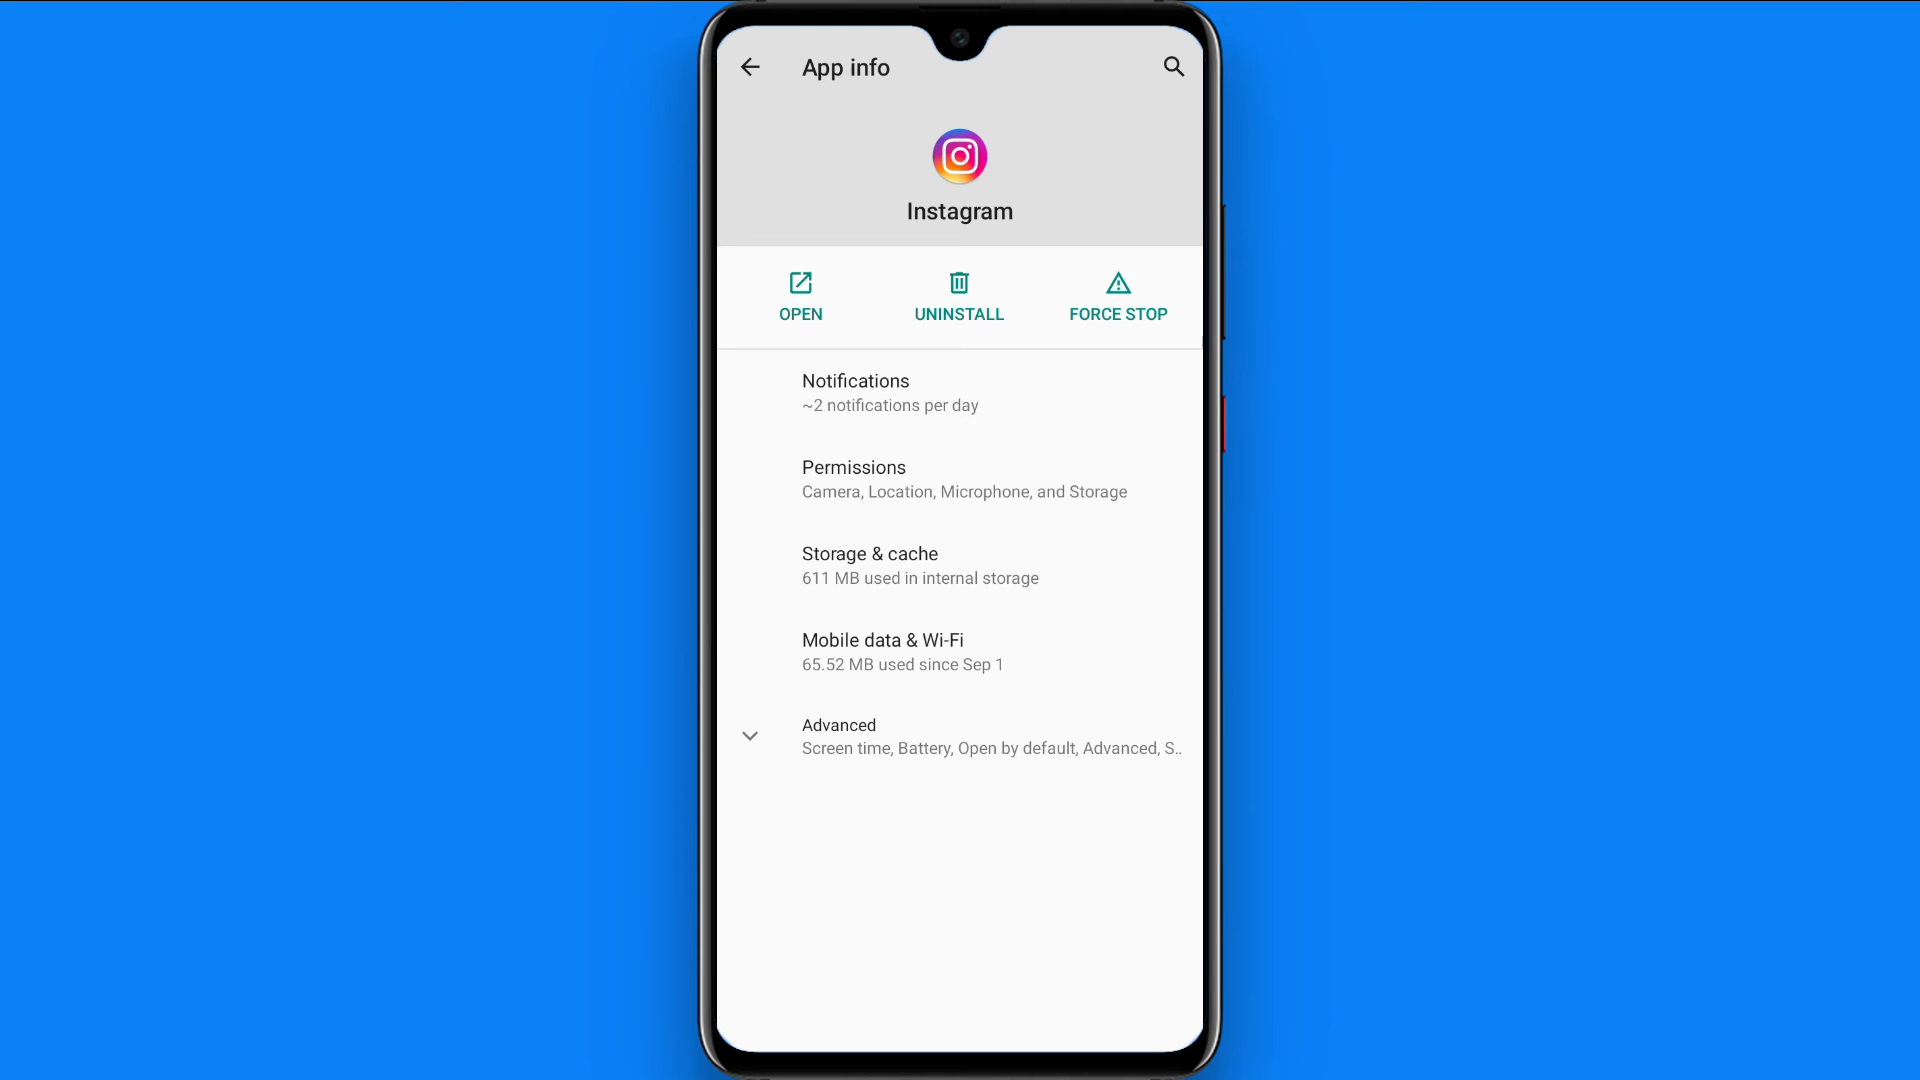 App info
Instagram
OPEN UNINSTALL FORCE STOP
Notifications
~2 notifications per day
Permissions
Camera, Location, Microphone, and Storage
Storage & cache
611 MB used in internal storage
Mobile data & Wi-Fi
65.52 MB used since Sep 1
Advanced
Screen time, Battery, Open by default, Advanced, S..